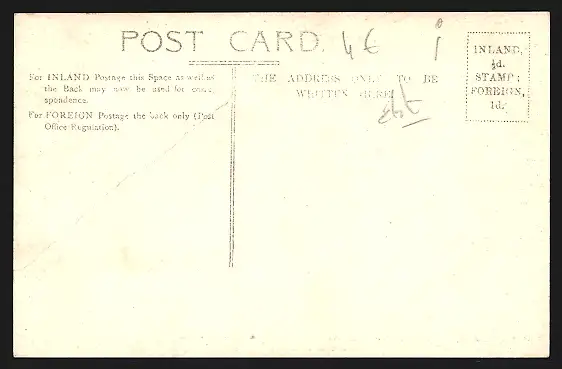 POST CARD. 46
For INLAND Postage this Space as well as
the Back may now be used for corre-
spondence.
For FOREIGN Postage the back only (Post
Office Regulation).
THE ADDRESS ONLY TO BE
WRITTEN HERE
INLAND,
½d.
STAMP;
FOREIGN,
1d.